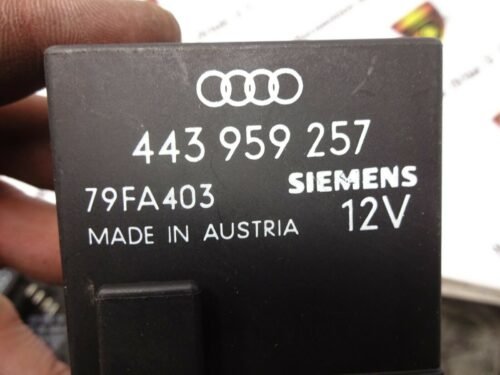 443 959 257
79FA403 SIEMENS
MADE IN AUSTRIA 12V